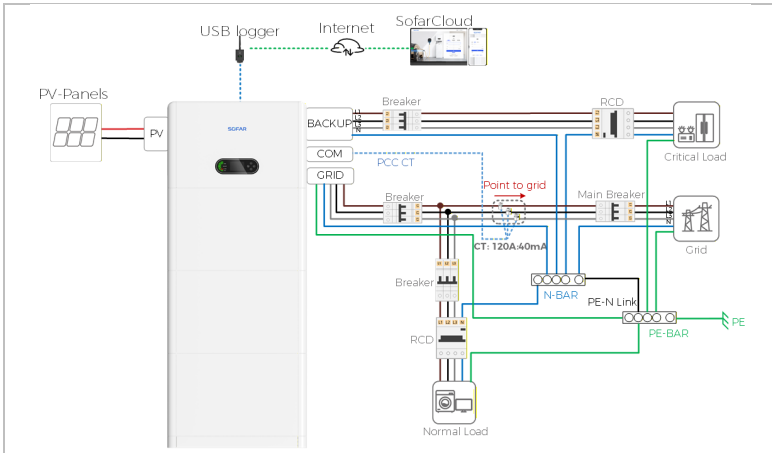 USB logger
Internet
SofarCloud
PV-Panels
PV
SOFAR
BACKUP
Breaker
RCD
Critical Load
COM
PCC CT
GRID
Breaker
Point to grid
Main Breaker
CT: 120A:40mA
Grid
Breaker
L1 L2 L3
N-BAR
PE-N Link
PE-BAR
PE
RCD
L1 L2 L3 N
Normal Load